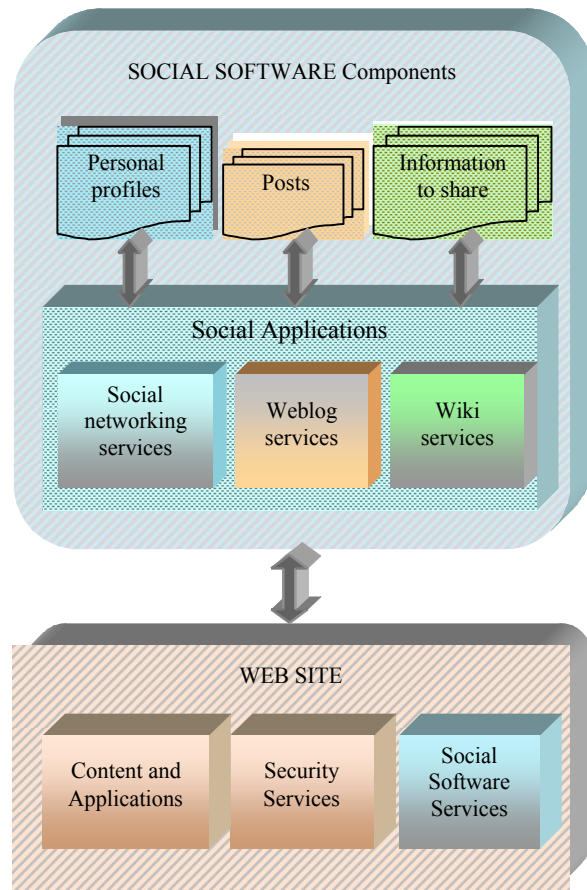 SOCIAL SOFTWARE Components
Personal
profiles
Posts
Information
to share
Social Applications
Social
networking
services
Weblog
services
Wiki
services
WEB SITE
Content and
Applications
Security
Services
Social
Software
Services